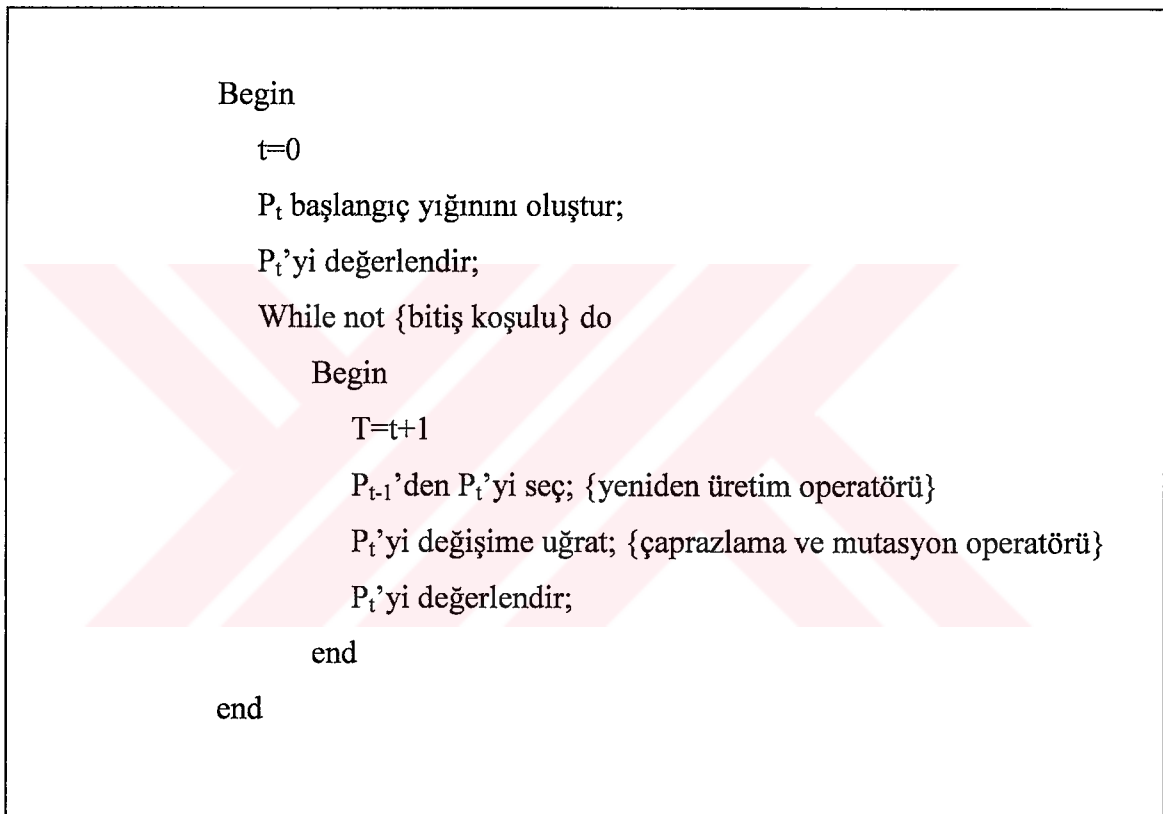 Begin
t=0
Pt başlangıç yığınını oluştur;
Pt'yi değerlendir;
While not {bitiş koşulu} do
Begin
T=t+1
Pt-1'den Pt'yi seç; {yeniden üretim operatörü}
Pt'yi değişime uğrat; {çaprazlama ve mutasyon operatörü}
Pt'yi değerlendir;
end
end